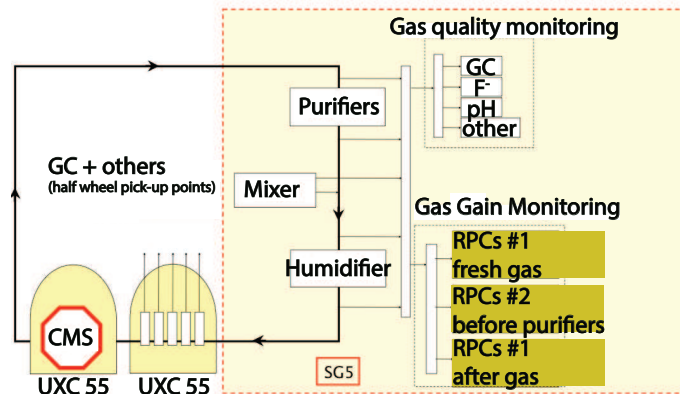 Gas quality monitoring
GC
F-
pH
other
Purifiers
GC + others
(half wheel pick-up points)
Mixer
Gas Gain Monitoring
RPCs #1
fresh gas
Humidifier
RPCs #2
before purifiers
CMS
RPCs #1
after gas
SG5
UXC 55
UXC 55